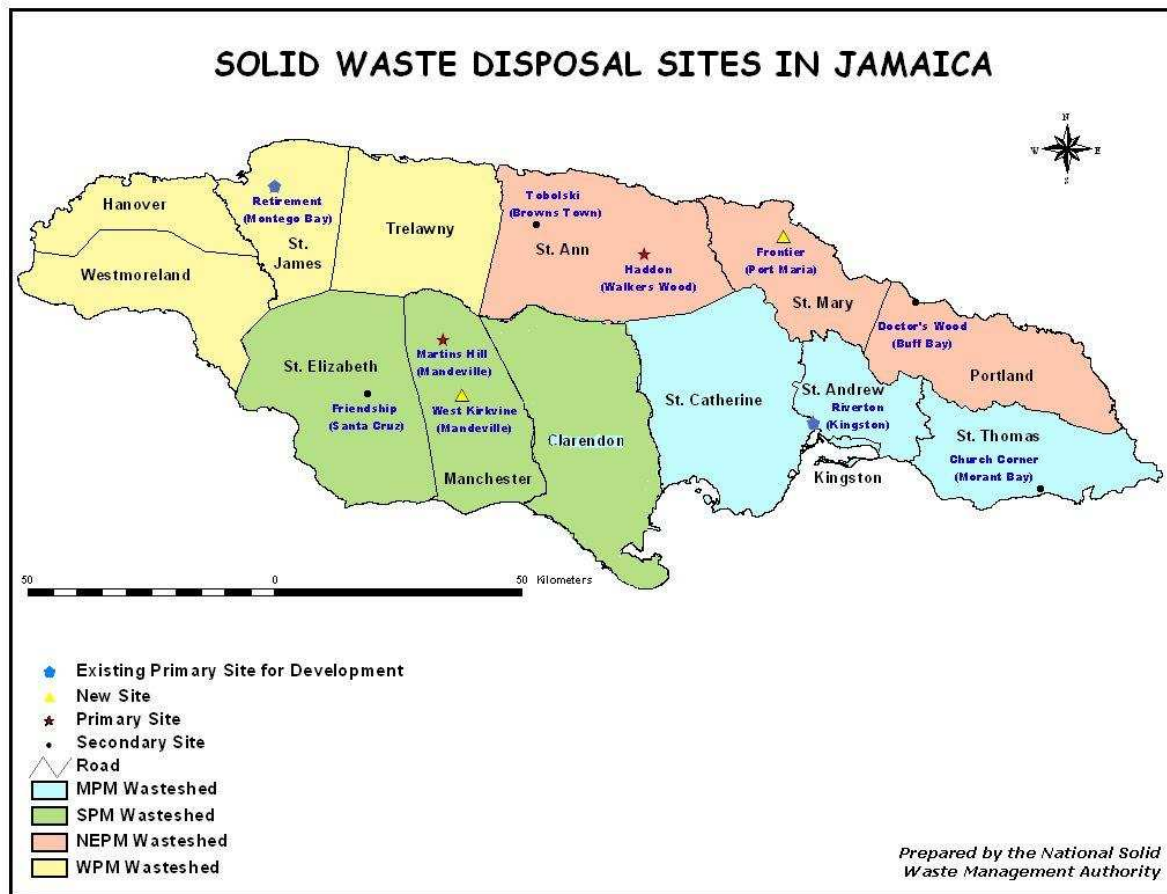 SOLID WASTE DISPOSAL SITES IN JAMAICA
N
W E
S
Hanover
Retirement
(Montego Bay)
St.
James
Trelawny
Tobolski
(Browns Town)
St. Ann
Haddon
(Walkers Wood)
Frontier
(Port Maria)
St. Mary
Westmoreland
Doctor's Wood
(Buff Bay)
Portland
St. Elizabeth
Martins Hill
(Mandeville)
Friendship
(Santa Cruz)
West Kirkvine
(Mandeville)
Manchester
Clarendon
St. Catherine
St. Andrew
Riverton
(Kingston)
Kingston
St. Thomas
Church Corner
(Morant Bay)
50 0 50 Kilometers
Existing Primary Site for Development
New Site
Primary Site
Secondary Site
Road
MPM Wasteshed
SPM Wasteshed
NEPM Wasteshed
WPM Wasteshed
Prepared by the National Solid
Waste Management Authority